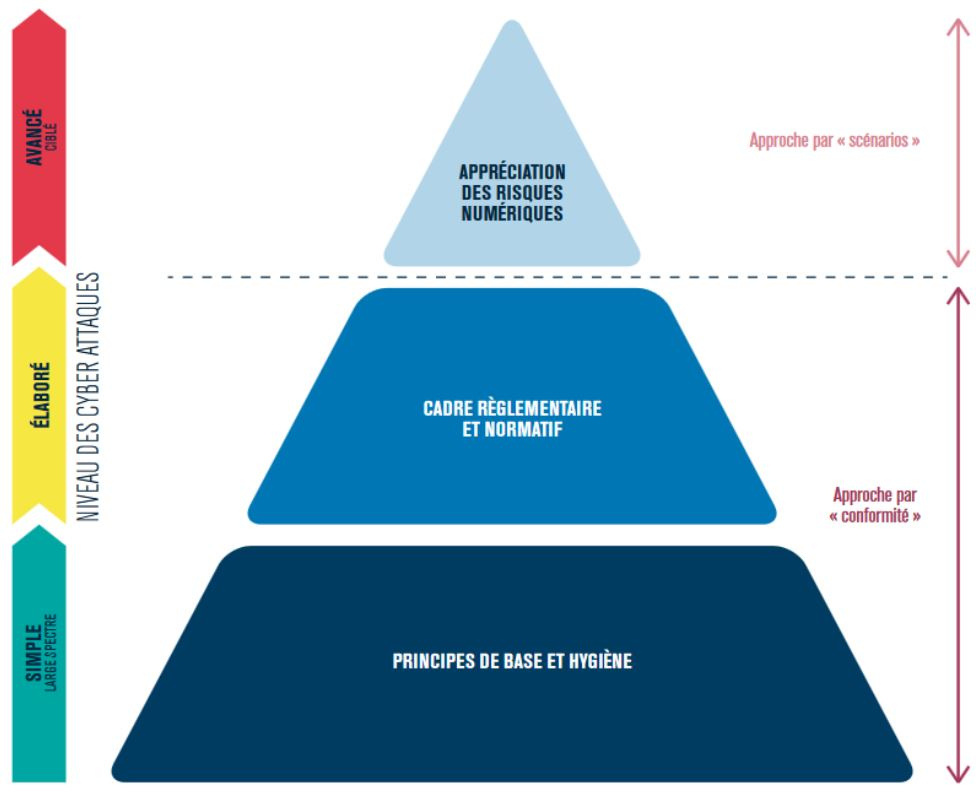 AVANCÉ
CIBLÉ
APPRÉCIATION
DES RISQUES
NUMÉRIQUES
Approche par « scénarios »
NIVEAU DES CYBER ATTAQUES
ÉLABORÉ
CADRE RÈGLEMENTAIRE
ET NORMATIF
Approche par
« conformité »
SIMPLE
LARGE SPECTRE
PRINCIPES DE BASE ET HYGIÈNE